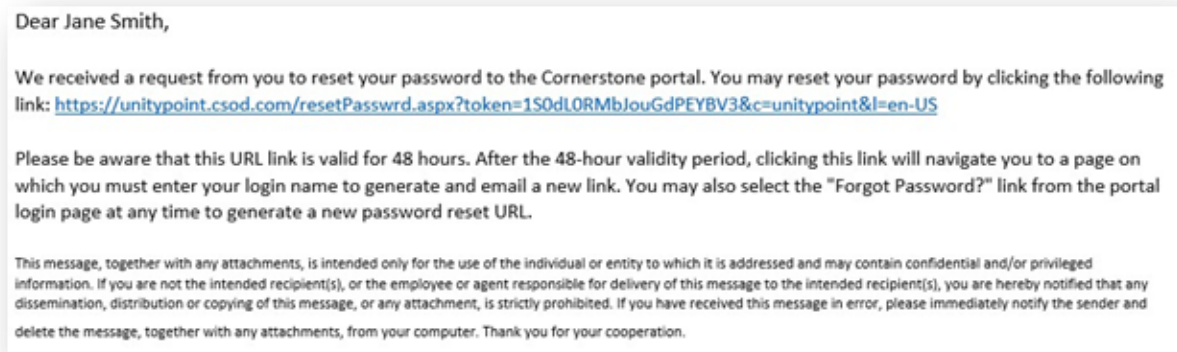 Dear Jane Smith,
We received a request from you to reset your password to the Cornerstone portal. You may reset your password by clicking the following
link: https://unitypoint.csod.com/resetPasswrd.aspx?token=1S0dL0RMbJouGdPEYBV3&c=unitypoint&l=en-US
Please be aware that this URL link is valid for 48 hours. After the 48-hour validity period, clicking this link will navigate you to a page on
which you must enter your login name to generate and email a new link. You may also select the "Forgot Password?" link from the portal
login page at any time to generate a new password reset URL.
This message, together with any attachments, is intended only for the use of the individual or entity to which it is addressed and may contain confidential and/or privileged
information. If you are not the intended recipient(s), or the employee or agent responsible for delivery of this message to the intended recipient(s), you are hereby notified that any
dissemination, distribution or copying of this message, or any attachment, is strictly prohibited. If you have received this message in error, please immediately notify the sender and
delete the message, together with any attachments, from your computer. Thank you for your cooperation.